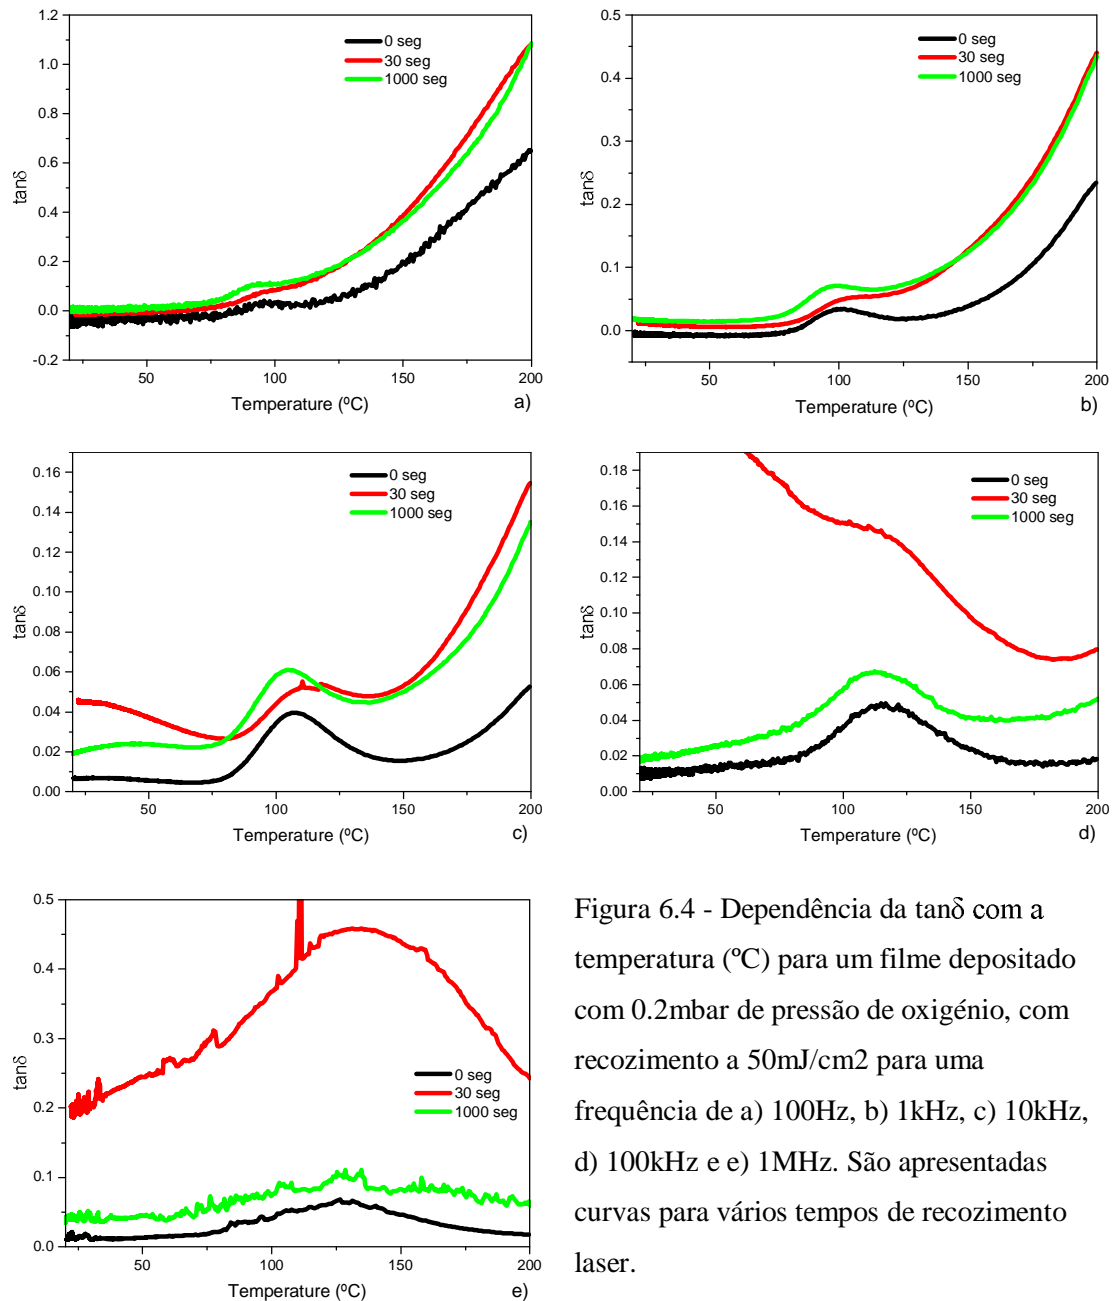 1.2
1.0
0.8
0.6
0.4
0.2
0.0
-0.2
tanδ
0 seg
30 seg
1000 seg
50
100
150
200
Temperature (ºC)
a)
0.5
0.4
0.3
0.2
0.1
0.0
tanδ
0 seg
30 seg
1000 seg
50
100
150
200
Temperature (ºC)
b)
0.16
0.14
0.12
0.10
0.08
0.06
0.04
0.02
0.00
tanδ
0 seg
30 seg
1000 seg
50
100
150
200
Temperature (ºC)
c)
0.18
0.16
0.14
0.12
0.10
0.08
0.06
0.04
0.02
0.00
tanδ
0 seg
30 seg
1000 seg
50
100
150
200
Temperature (ºC)
d)
0.5
0.4
0.3
0.2
0.1
0.0
tanδ
0 seg
30 seg
1000 seg
50
100
150
200
Temperature (ºC)
e)
Figura 6.4 - Dependência da tanδ com a
temperatura (ºC) para um filme depositado
com 0.2mbar de pressão de oxigénio, com
recozimento a 50mJ/cm2 para uma
frequência de a) 100Hz, b) 1kHz, c) 10kHz,
d) 100kHz e e) 1MHz. São apresentadas
curvas para vários tempos de recozimento
laser.